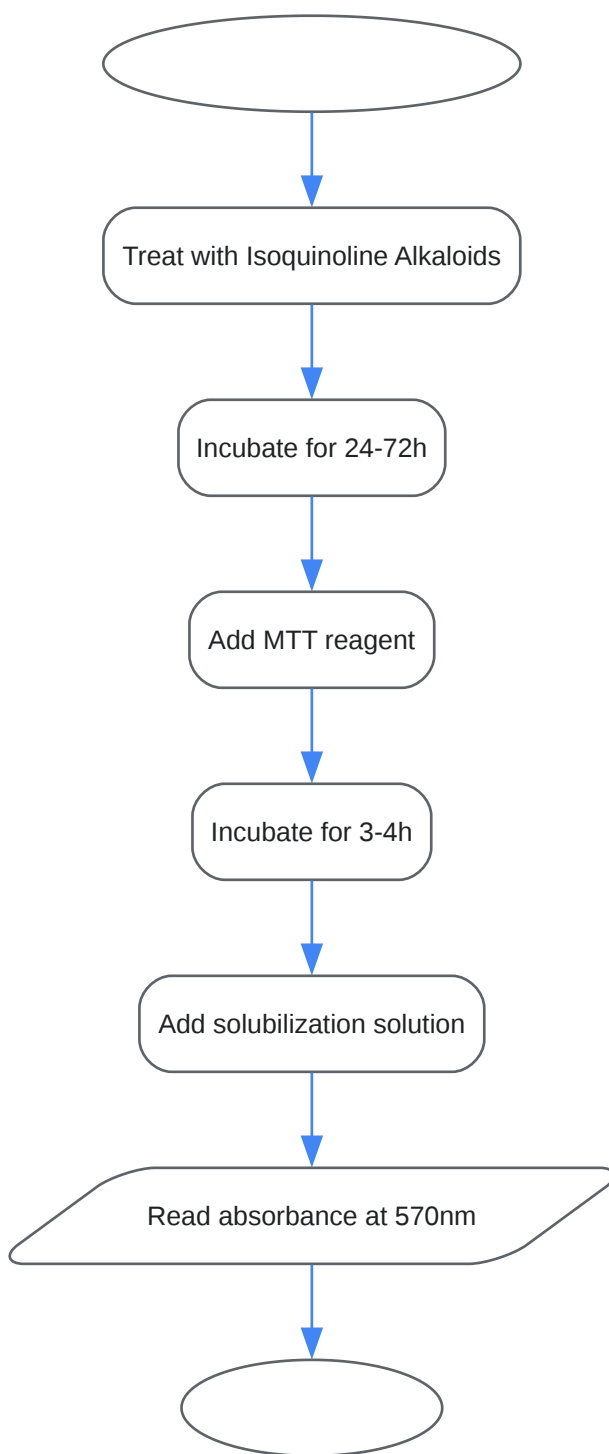 Treat with Isoquinoline Alkaloids
Incubate for 24-72h
Add MTT reagent
Incubate for 3-4h
Add solubilization solution
Read absorbance at 570nm